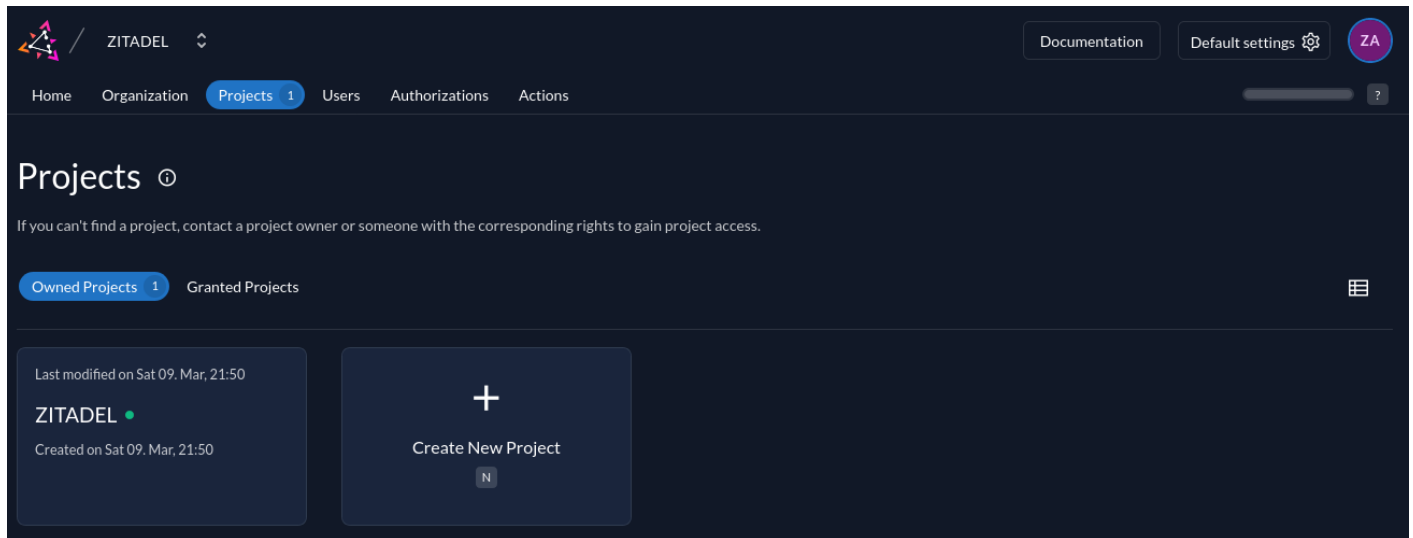 ZITADEL
Documentation
Default settings
ZA
Home Organization Projects 1 Users Authorizations Actions
?
Projects
If you can't find a project, contact a project owner or someone with the corresponding rights to gain project access.
Owned Projects 1 Granted Projects
Last modified on Sat 09. Mar, 21:50
ZITADEL
Created on Sat 09. Mar, 21:50
Create New Project
N